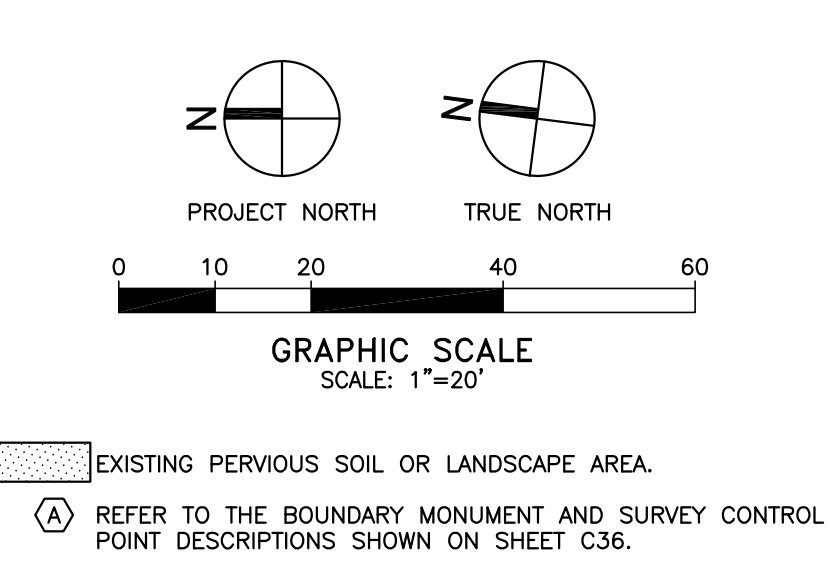 N N
PROJECT NORTH TRUE NORTH
0 10 20 40 60
GRAPHIC SCALE
SCALE: 1"=20'
EXISTING PERVIOUS SOIL OR LANDSCAPE AREA.
A REFER TO THE BOUNDARY MONUMENT AND SURVEY CONTROL
POINT DESCRIPTIONS SHOWN ON SHEET C36.